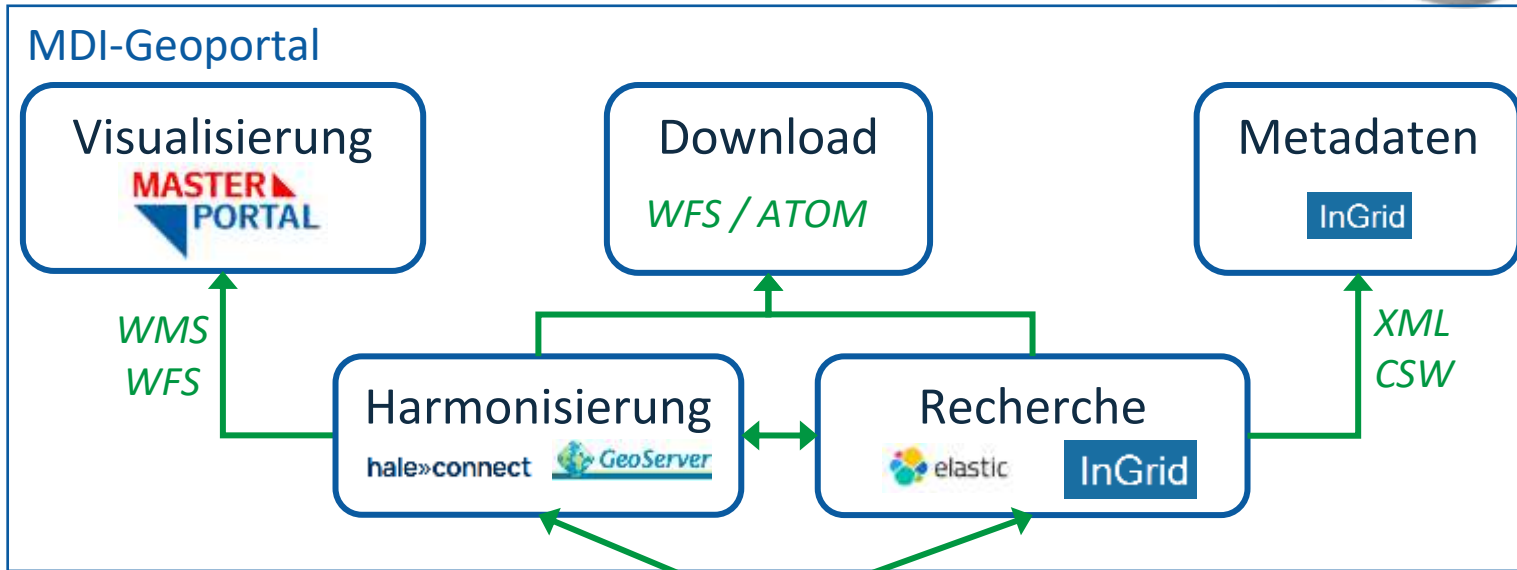 MDI-Geoportal
Visualisierung
MASTER
PORTAL
Download
WFS / ATOM
Metadaten
InGrid
WMS
WFS
XML
CSW
Harmonisierung
hale»connect GeoServer
Recherche
elastic InGrid